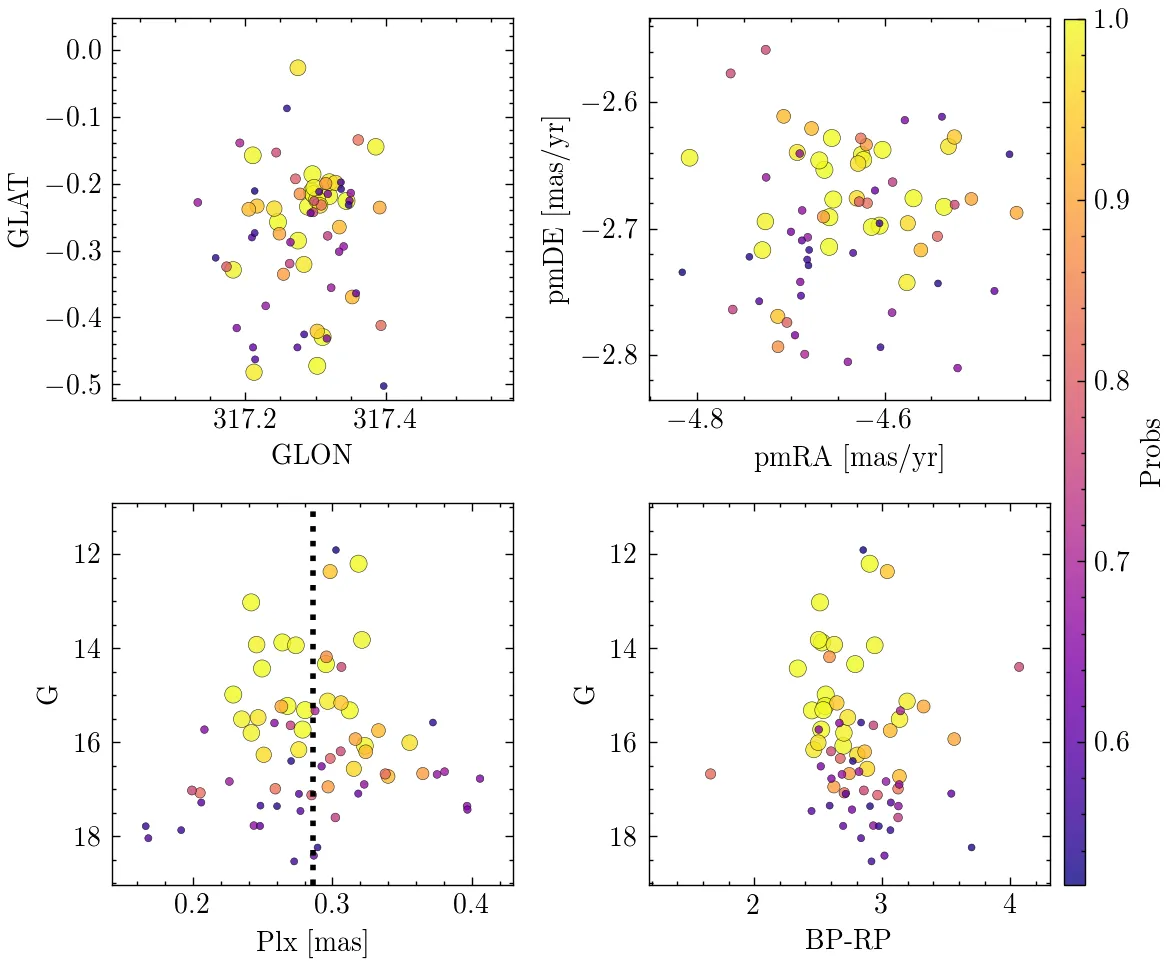 0.0
−0.1
−0.2
−0.3
−0.4
−0.5
GLAT
317.2 317.4
GLON
−2.6
−2.7
−2.8
pmDE [mas/yr]
−4.8 −4.6
pmRA [mas/yr]
1.0
0.9
0.8
0.7
0.6
Probs
12
14
16
18
G
0.2 0.3 0.4
Plx [mas]
12
14
16
18
G
2 3 4
BP-RP